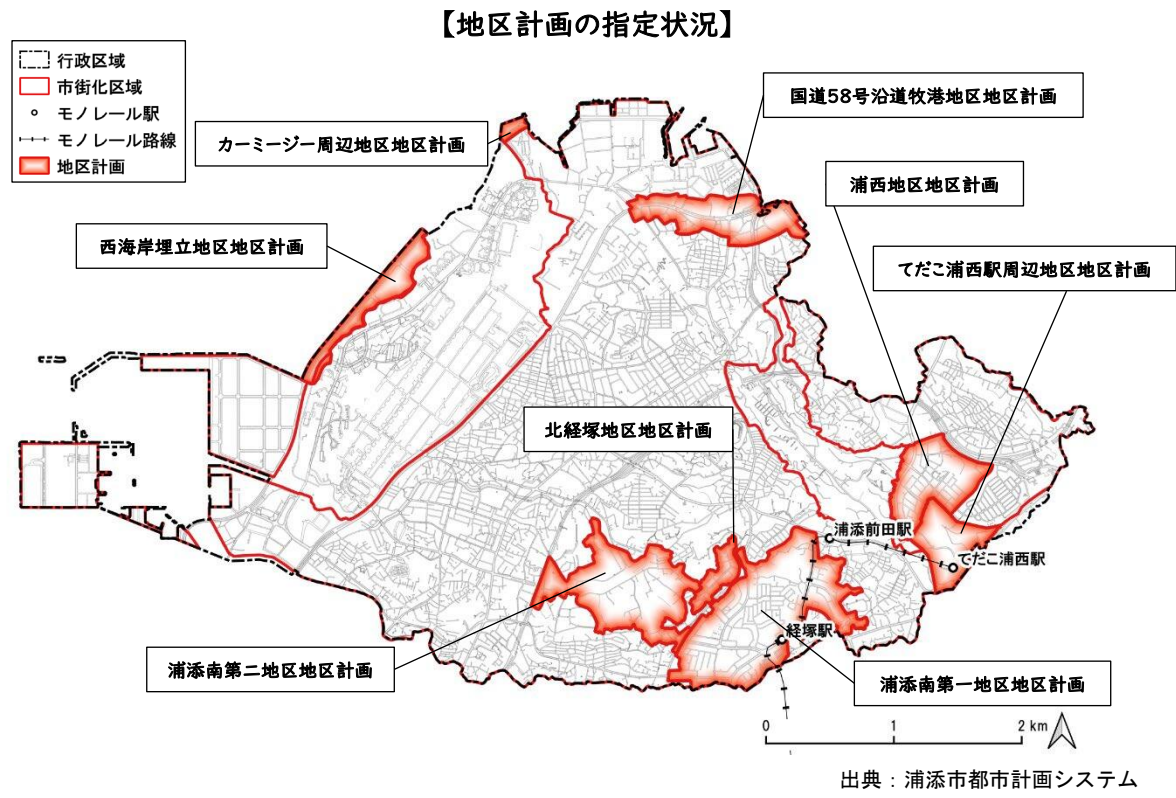 【地区計画の指定状況】
行政区域
市街化区域
モノレール駅
モノレール路線
地区計画
国道58号沿道牧港地区地区計画
カーミージー周辺地区地区計画
浦西地区地区計画
西海岸埋立地区地区計画
てだこ浦西駅周辺地区地区計画
北経塚地区地区計画
浦添前田駅
てだこ浦西駅
経塚駅
浦添南第二地区地区計画
浦添南第一地区地区計画
0 1 2 km
出典：浦添市都市計画システム